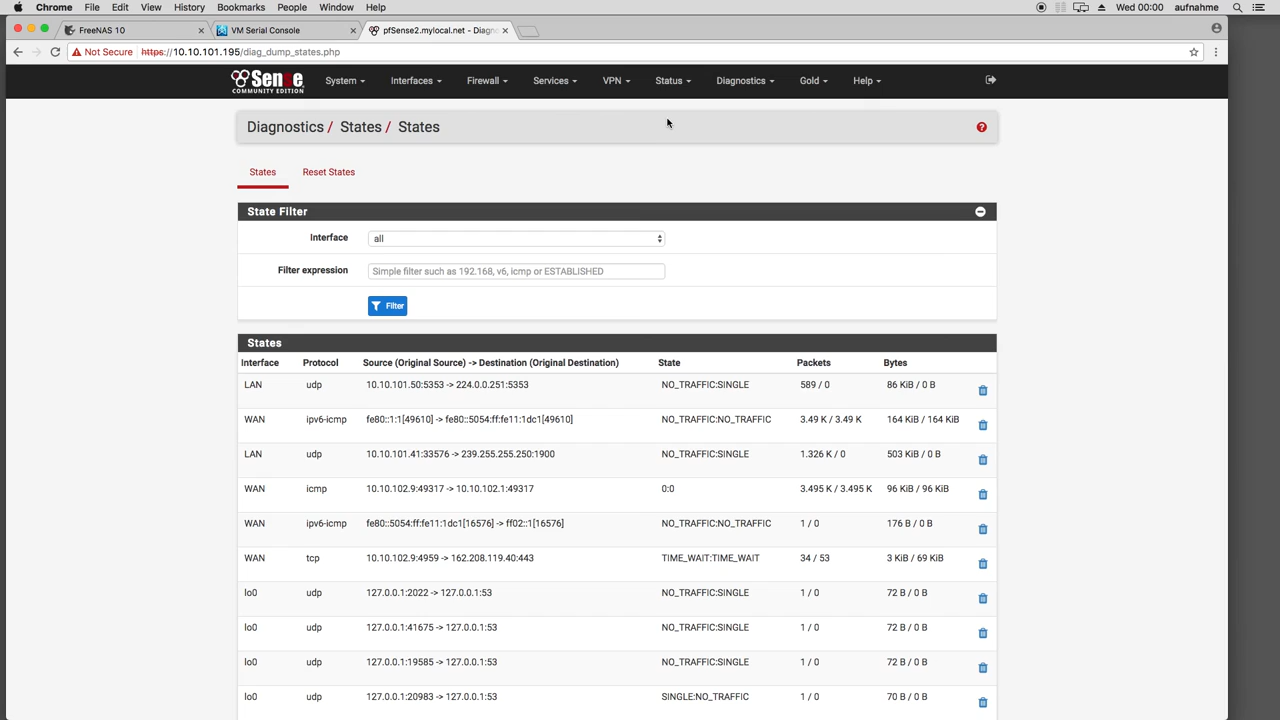 Chrome File Edit View History Bookmarks People Window Help Wed 00:00 aufnahme
FreeNAS 10 × VM Serial Console × pfSense2.mylocal.net - Diagno ×
Not Secure https://10.10.101.195/diag_dump_states.php
Sense COMMUNITY EDITION System Interfaces Firewall Services VPN Status Diagnostics Gold Help
Diagnostics / States / States
States Reset States
State Filter
Interface all
Filter expression Simple filter such as 192.168, v6, icmp or ESTABLISHED
Filter
States
Interface Protocol Source (Original Source) -> Destination (Original Destination) State Packets Bytes
LAN udp 10.10.101.50:5353 -> 224.0.0.251:5353 NO_TRAFFIC:SINGLE 589 / 0 86 KiB / 0 B
WAN ipv6-icmp fe80::1:1[49610] -> fe80::5054:ff:fe11:1dc1[49610] NO_TRAFFIC:NO_TRAFFIC 3.49 K / 3.49 K 164 KiB / 164 KiB
LAN udp 10.10.101.41:33576 -> 239.255.255.250:1900 NO_TRAFFIC:SINGLE 1.326 K / 0 503 KiB / 0 B
WAN icmp 10.10.102.9:49317 -> 10.10.102.1:49317 0:0 3.495 K / 3.495 K 96 KiB / 96 KiB
WAN ipv6-icmp fe80::5054:ff:fe11:1dc1[16576] -> ff02::1[16576] NO_TRAFFIC:NO_TRAFFIC 1 / 0 176 B / 0 B
WAN tcp 10.10.102.9:4959 -> 162.208.119.40:443 TIME_WAIT:TIME_WAIT 34 / 53 3 KiB / 69 KiB
lo0 udp 127.0.0.1:2022 -> 127.0.0.1:53 NO_TRAFFIC:SINGLE 1 / 0 72 B / 0 B
lo0 udp 127.0.0.1:41675 -> 127.0.0.1:53 NO_TRAFFIC:SINGLE 1 / 0 72 B / 0 B
lo0 udp 127.0.0.1:19585 -> 127.0.0.1:53 NO_TRAFFIC:SINGLE 1 / 0 72 B / 0 B
lo0 udp 127.0.0.1:20983 -> 127.0.0.1:53 SINGLE:NO_TRAFFIC 1 / 0 70 B / 0 B